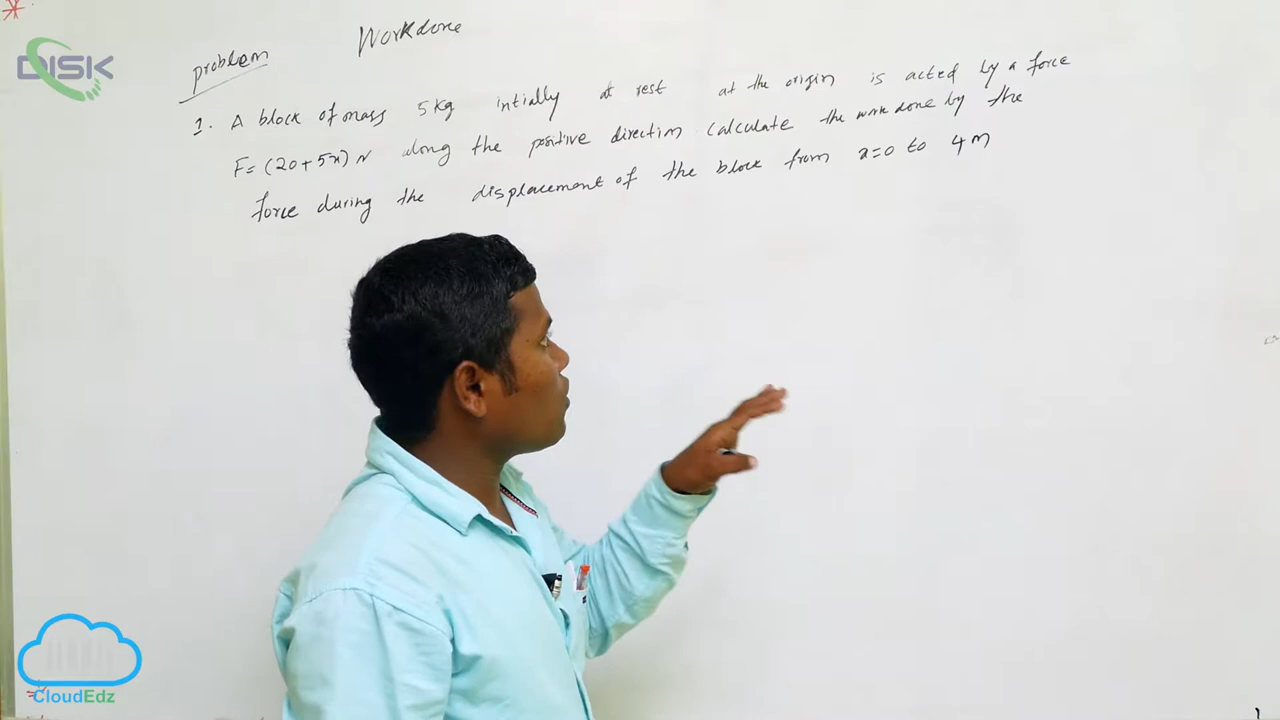 DISK
problem Workdone
1. A block of mass 5kg intially at rest at the origin is acted by a force
F= (20+5x) N along the positive direction calculate the work done by the
force during the displacement of the block from x=0 to 4 m
CloudEdz